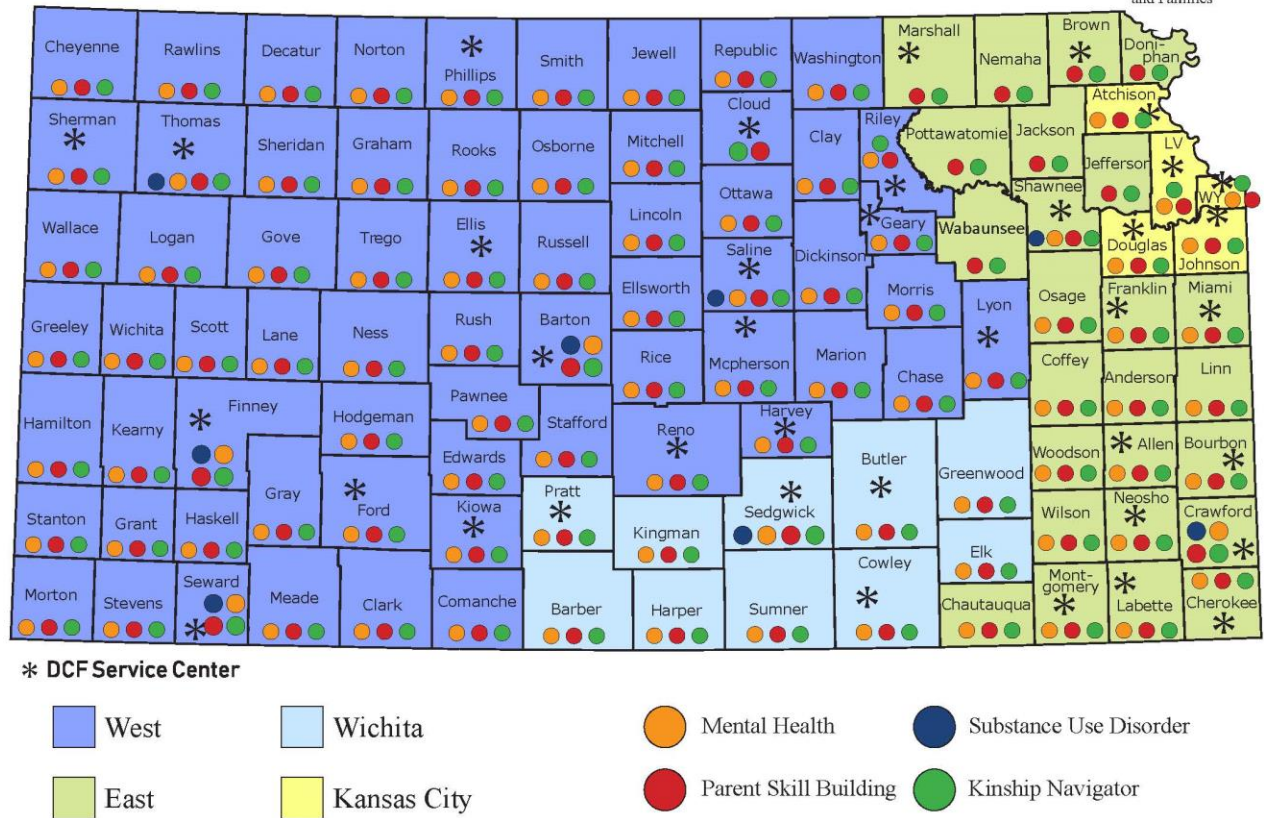 and Families
Cheyenne
Rawlins
Decatur
Norton
Phillips
Smith
Jewell
Republic
Washington
Marshall
Nemaha
Brown
Doni-
phan
Sherman
Thomas
Sheridan
Graham
Rooks
Osborne
Mitchell
Cloud
Clay
Riley
Pottawatomie
Jackson
Atchison
Jefferson
LV
WY
Wallace
Logan
Gove
Trego
Ellis
Russell
Lincoln
Ottawa
Saline
Dickinson
Geary
Wabaunsee
Shawnee
Douglas
Johnson
Greeley
Wichita
Scott
Lane
Ness
Rush
Barton
Ellsworth
Rice
Mcpherson
Marion
Morris
Chase
Lyon
Osage
Franklin
Miami
Coffey
Anderson
Linn
Hamilton
Kearny
Finney
Hodgeman
Pawnee
Stafford
Edwards
Reno
Harvey
Butler
Greenwood
Woodson
Allen
Bourbon
Stanton
Grant
Haskell
Gray
Ford
Kiowa
Pratt
Kingman
Sedgwick
Elk
Wilson
Neosho
Crawford
Morton
Stevens
Seward
Meade
Clark
Comanche
Barber
Harper
Sumner
Cowley
Chautauqua
Mont-
gomery
Labette
Cherokee
* DCF Service Center
West
Wichita
Mental Health
Substance Use Disorder
East
Kansas City
Parent Skill Building
Kinship Navigator